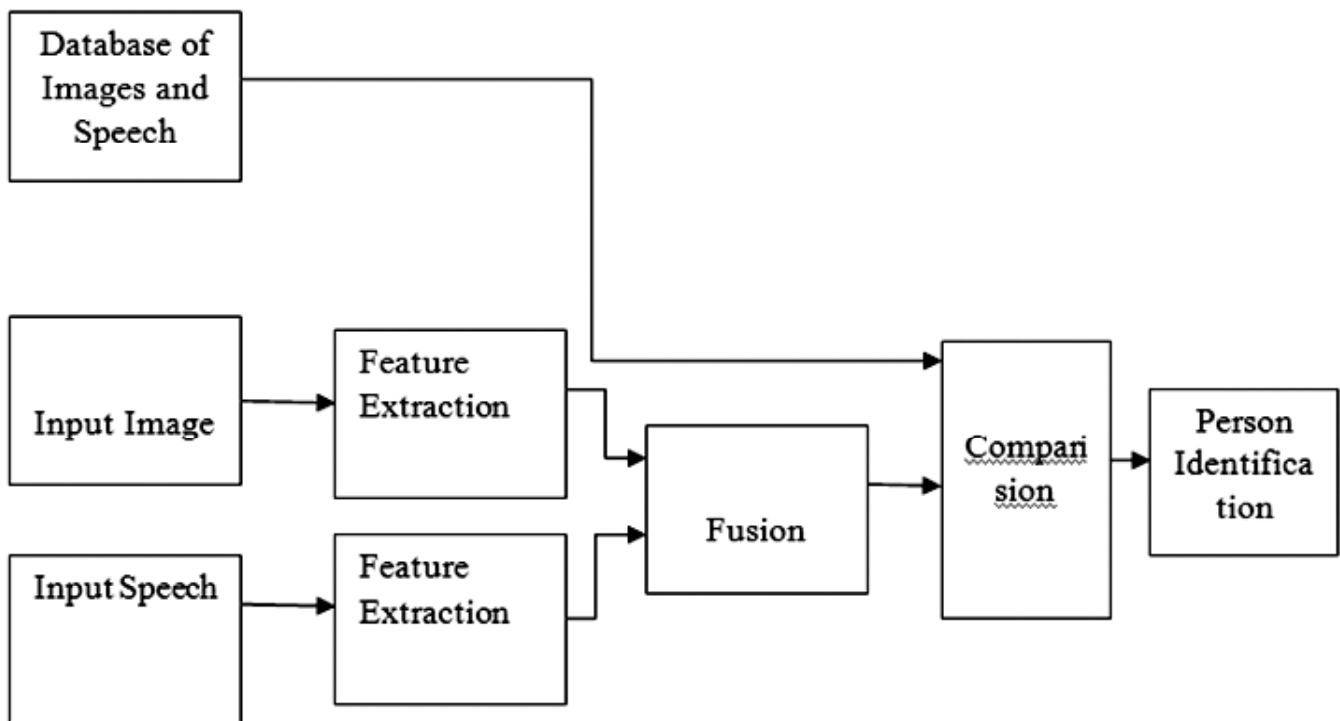 Database of
Images and
Speech
Input Image
Feature
Extraction
Input Speech
Feature
Extraction
Fusion
Compari
sion
Person
Identifica
tion